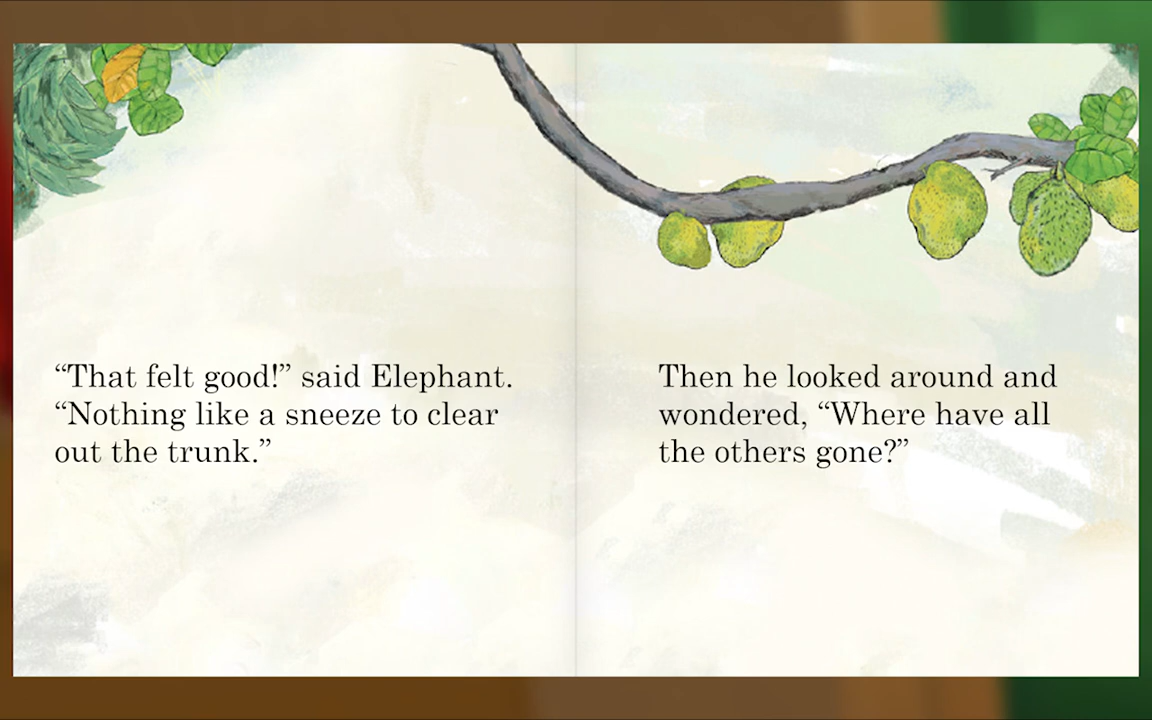 “That felt good!” said Elephant.
“Nothing like a sneeze to clear
out the trunk.”
Then he looked around and
wondered, “Where have all
the others gone?”